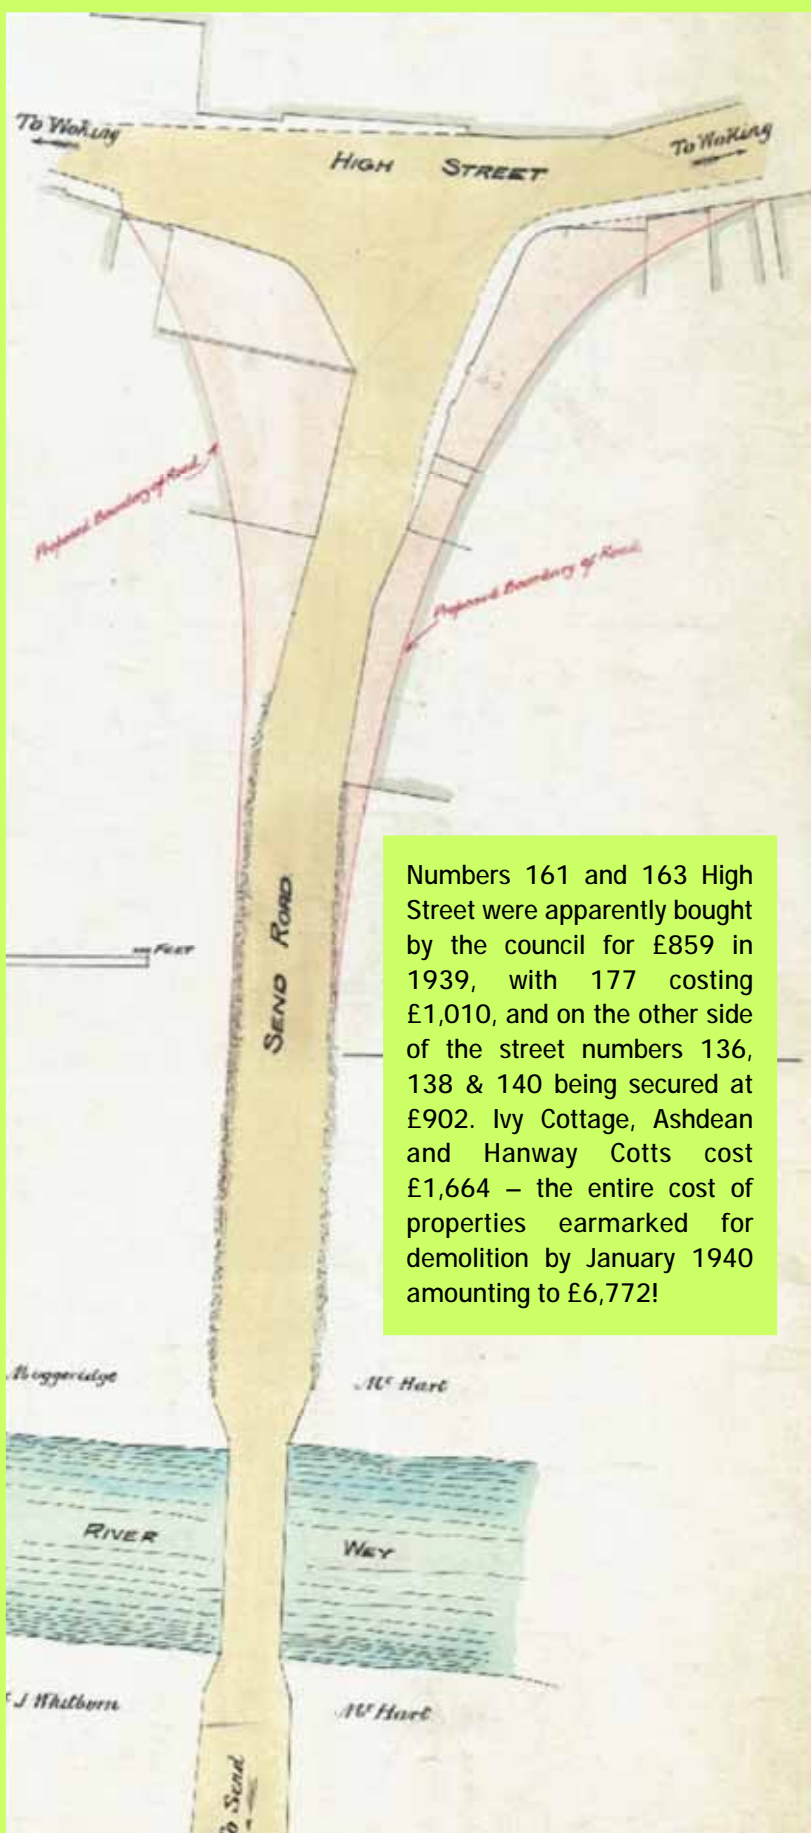 To Woking
HIGH STREET
To Woking
Proposed Boundary of Road
Proposed Boundary of Road
FEET
SEND ROAD
Numbers 161 and 163 High
Street were apparently bought
by the council for £859 in
1939, with 177 costing
£1,010, and on the other side
of the street numbers 136,
138 & 140 being secured at
£902. Ivy Cottage, Ashdean
and Hanway Cotts cost
£1,664 – the entire cost of
properties earmarked for
demolition by January 1940
amounting to £6,772!
Muggeridge
Mr Hart
RIVER WEY
J Whitborn
Mr Hart
To Send